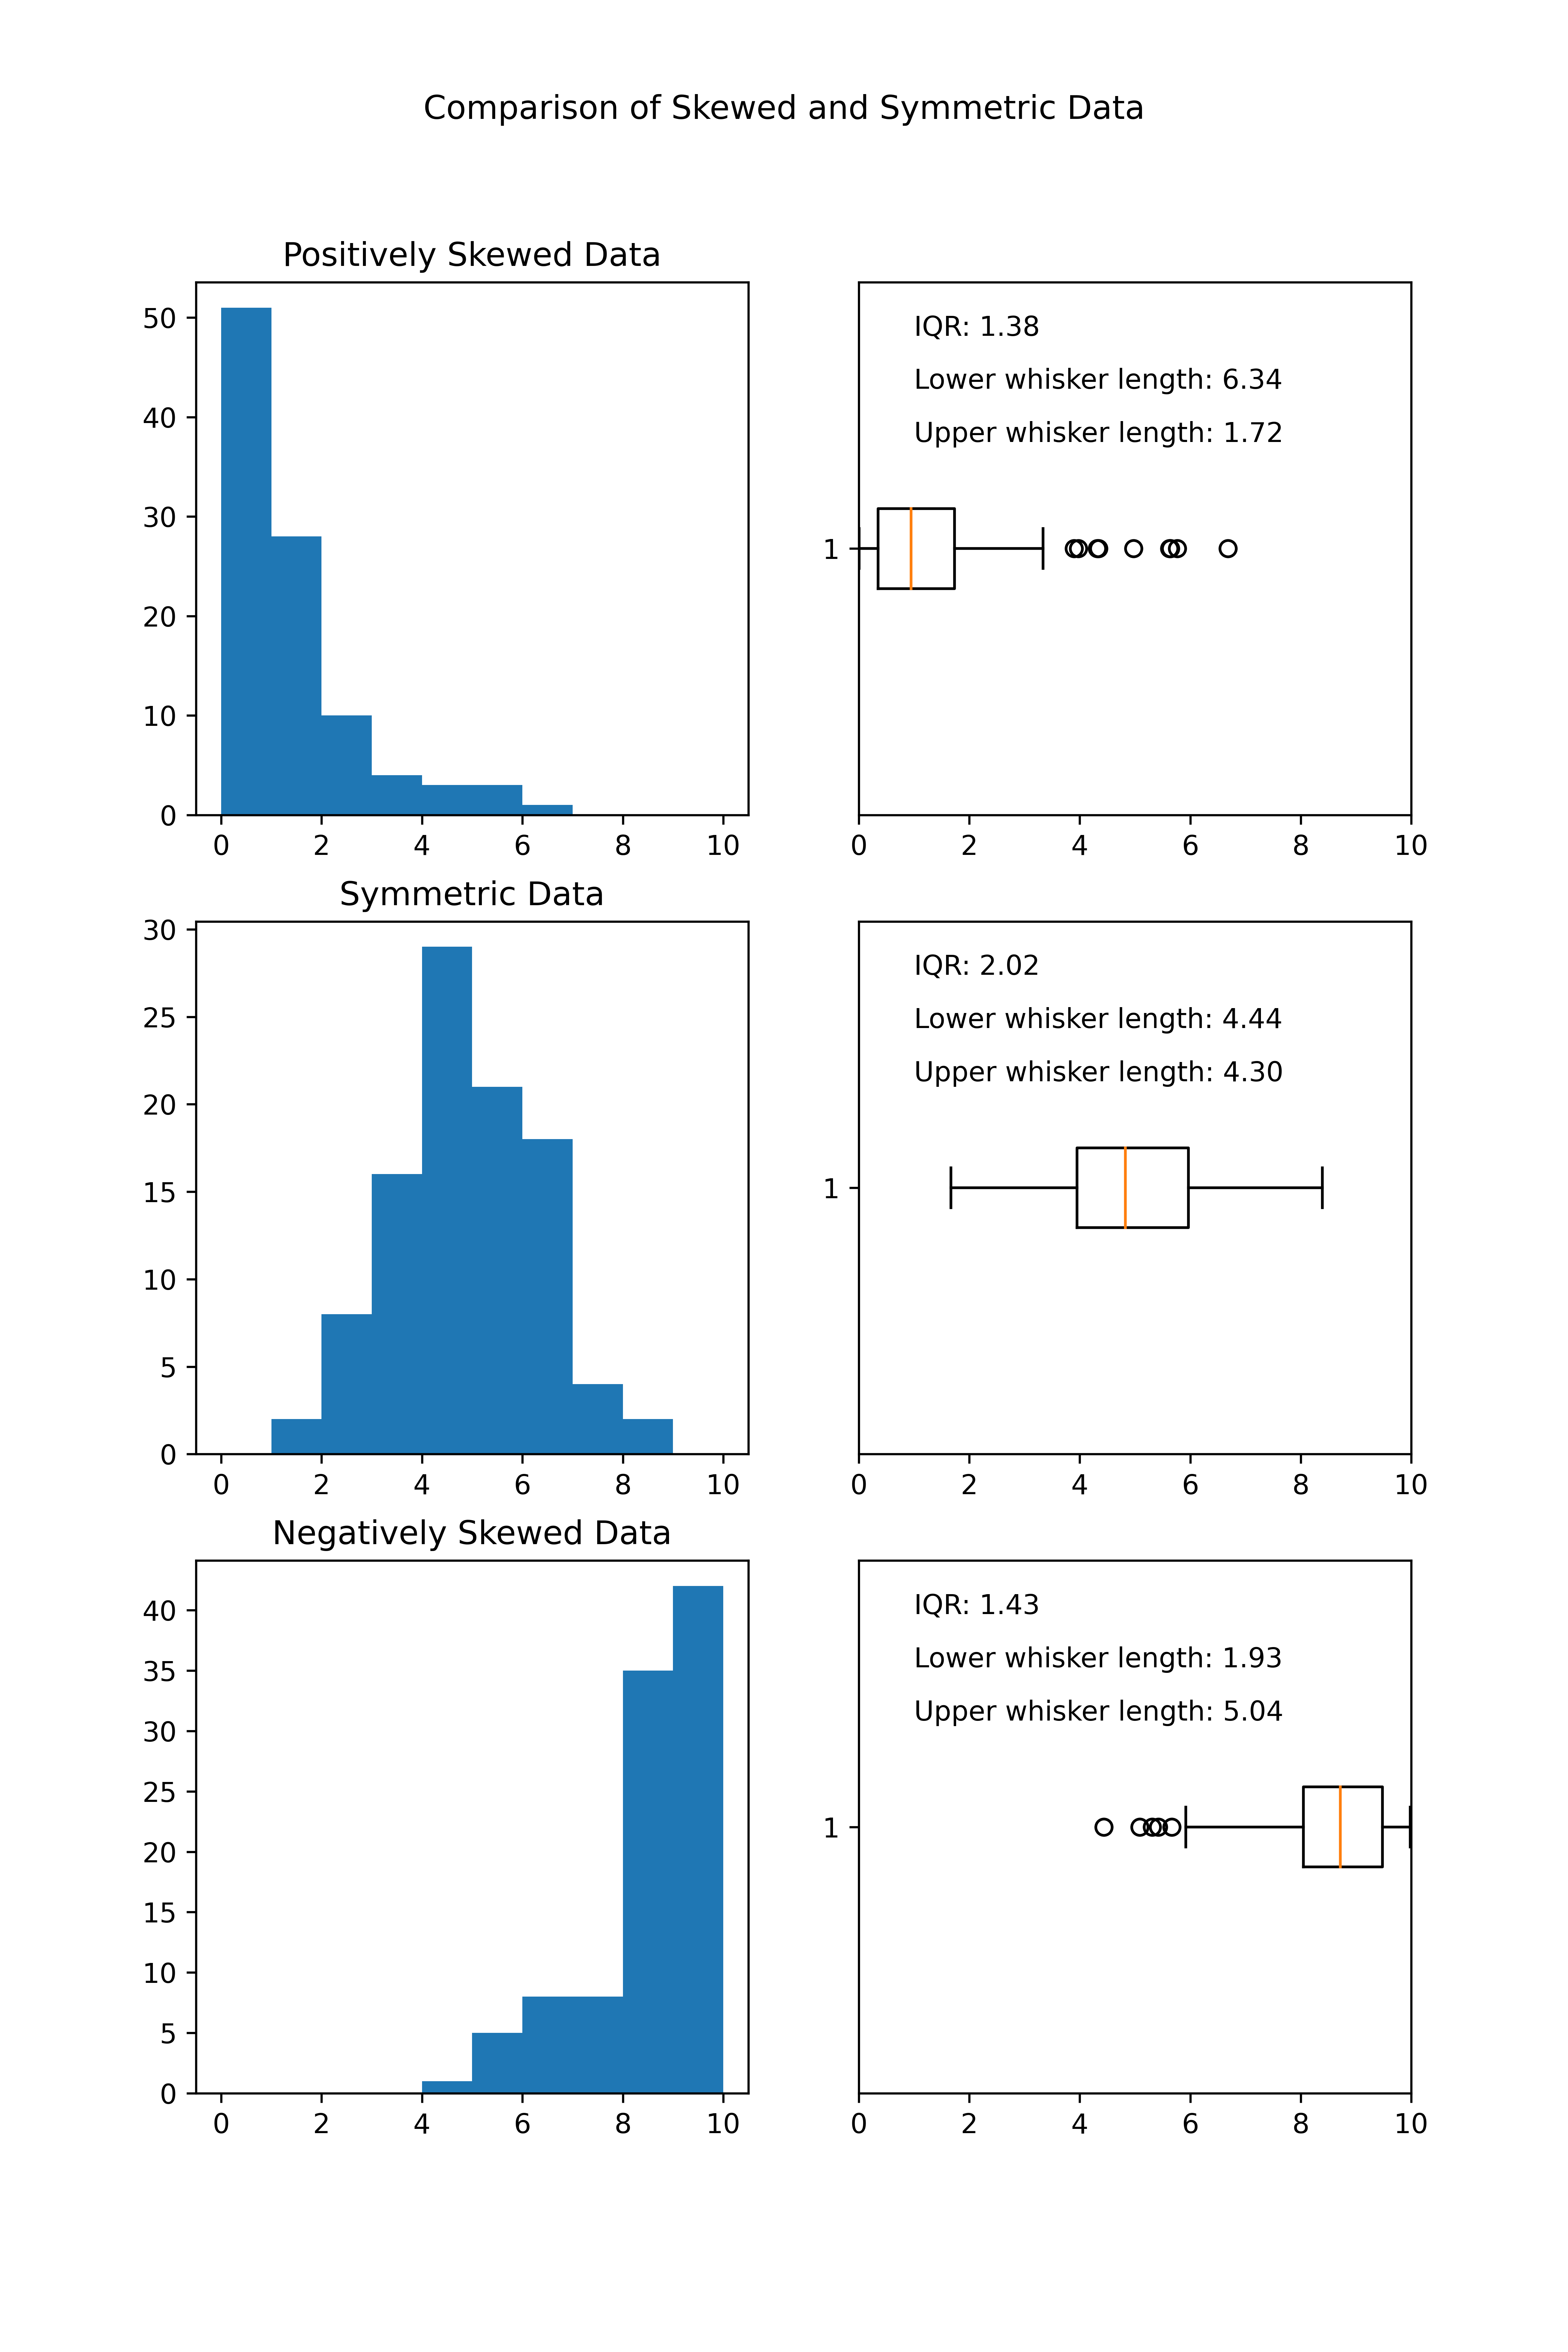 Comparison of Skewed and Symmetric Data
Positively Skewed Data
50
40
30
20
10
0
0 2 4 6 8 10
IQR: 1.38
Lower whisker length: 6.34
Upper whisker length: 1.72
1
0 2 4 6 8 10
Symmetric Data
30
25
20
15
10
5
0
0 2 4 6 8 10
IQR: 2.02
Lower whisker length: 4.44
Upper whisker length: 4.30
1
0 2 4 6 8 10
Negatively Skewed Data
40
35
30
25
20
15
10
5
0
0 2 4 6 8 10
IQR: 1.43
Lower whisker length: 1.93
Upper whisker length: 5.04
1
0 2 4 6 8 10